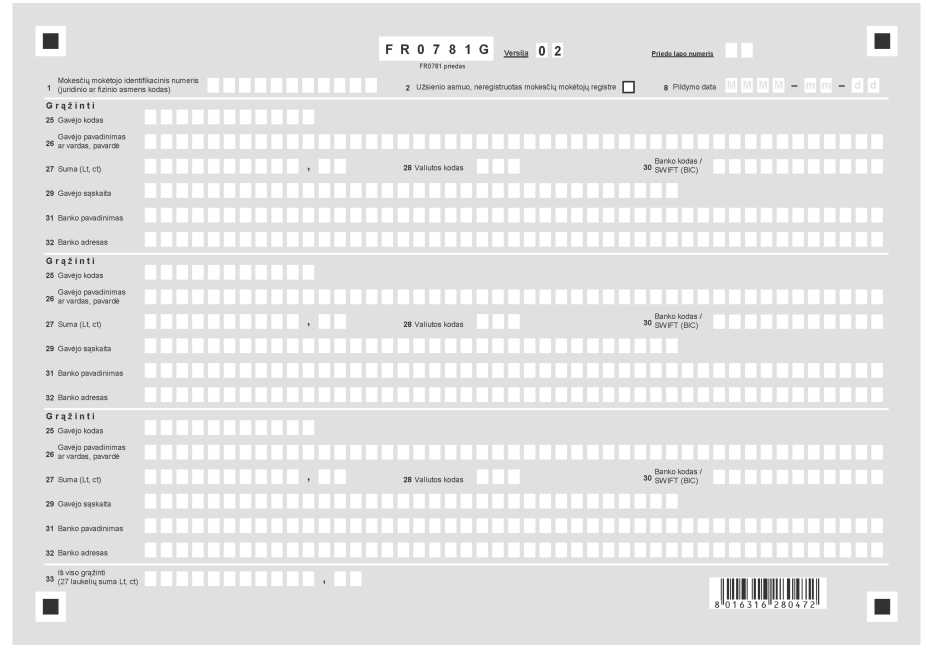 FR0781G Versija 02 Priedo lapo numeris
FR0781 priedas
1 Mokesčių mokėtojo identifikacinis numeris
(juridinio ar fizinio asmens kodas)
2 Užsienio asmuo, neregistruotas mokesčių mokėtojų registre
8 Pildymo data MMMM – mm – dd
Grąžinti
25 Gavėjo kodas
26 Gavėjo pavadinimas
ar vardas, pavardė
27 Suma (Lt, ct) , 28 Valiutos kodas 30 Banko kodas /
SWIFT (BIC)
29 Gavėjo sąskaita
31 Banko pavadinimas
32 Banko adresas
Grąžinti
25 Gavėjo kodas
26 Gavėjo pavadinimas
ar vardas, pavardė
27 Suma (Lt, ct) , 28 Valiutos kodas 30 Banko kodas /
SWIFT (BIC)
29 Gavėjo sąskaita
31 Banko pavadinimas
32 Banko adresas
Grąžinti
25 Gavėjo kodas
26 Gavėjo pavadinimas
ar vardas, pavardė
27 Suma (Lt, ct) , 28 Valiutos kodas 30 Banko kodas /
SWIFT (BIC)
29 Gavėjo sąskaita
31 Banko pavadinimas
32 Banko adresas
33 Iš viso grąžinti
(27 laukelių suma Lt, ct) ,
8 016316 280472